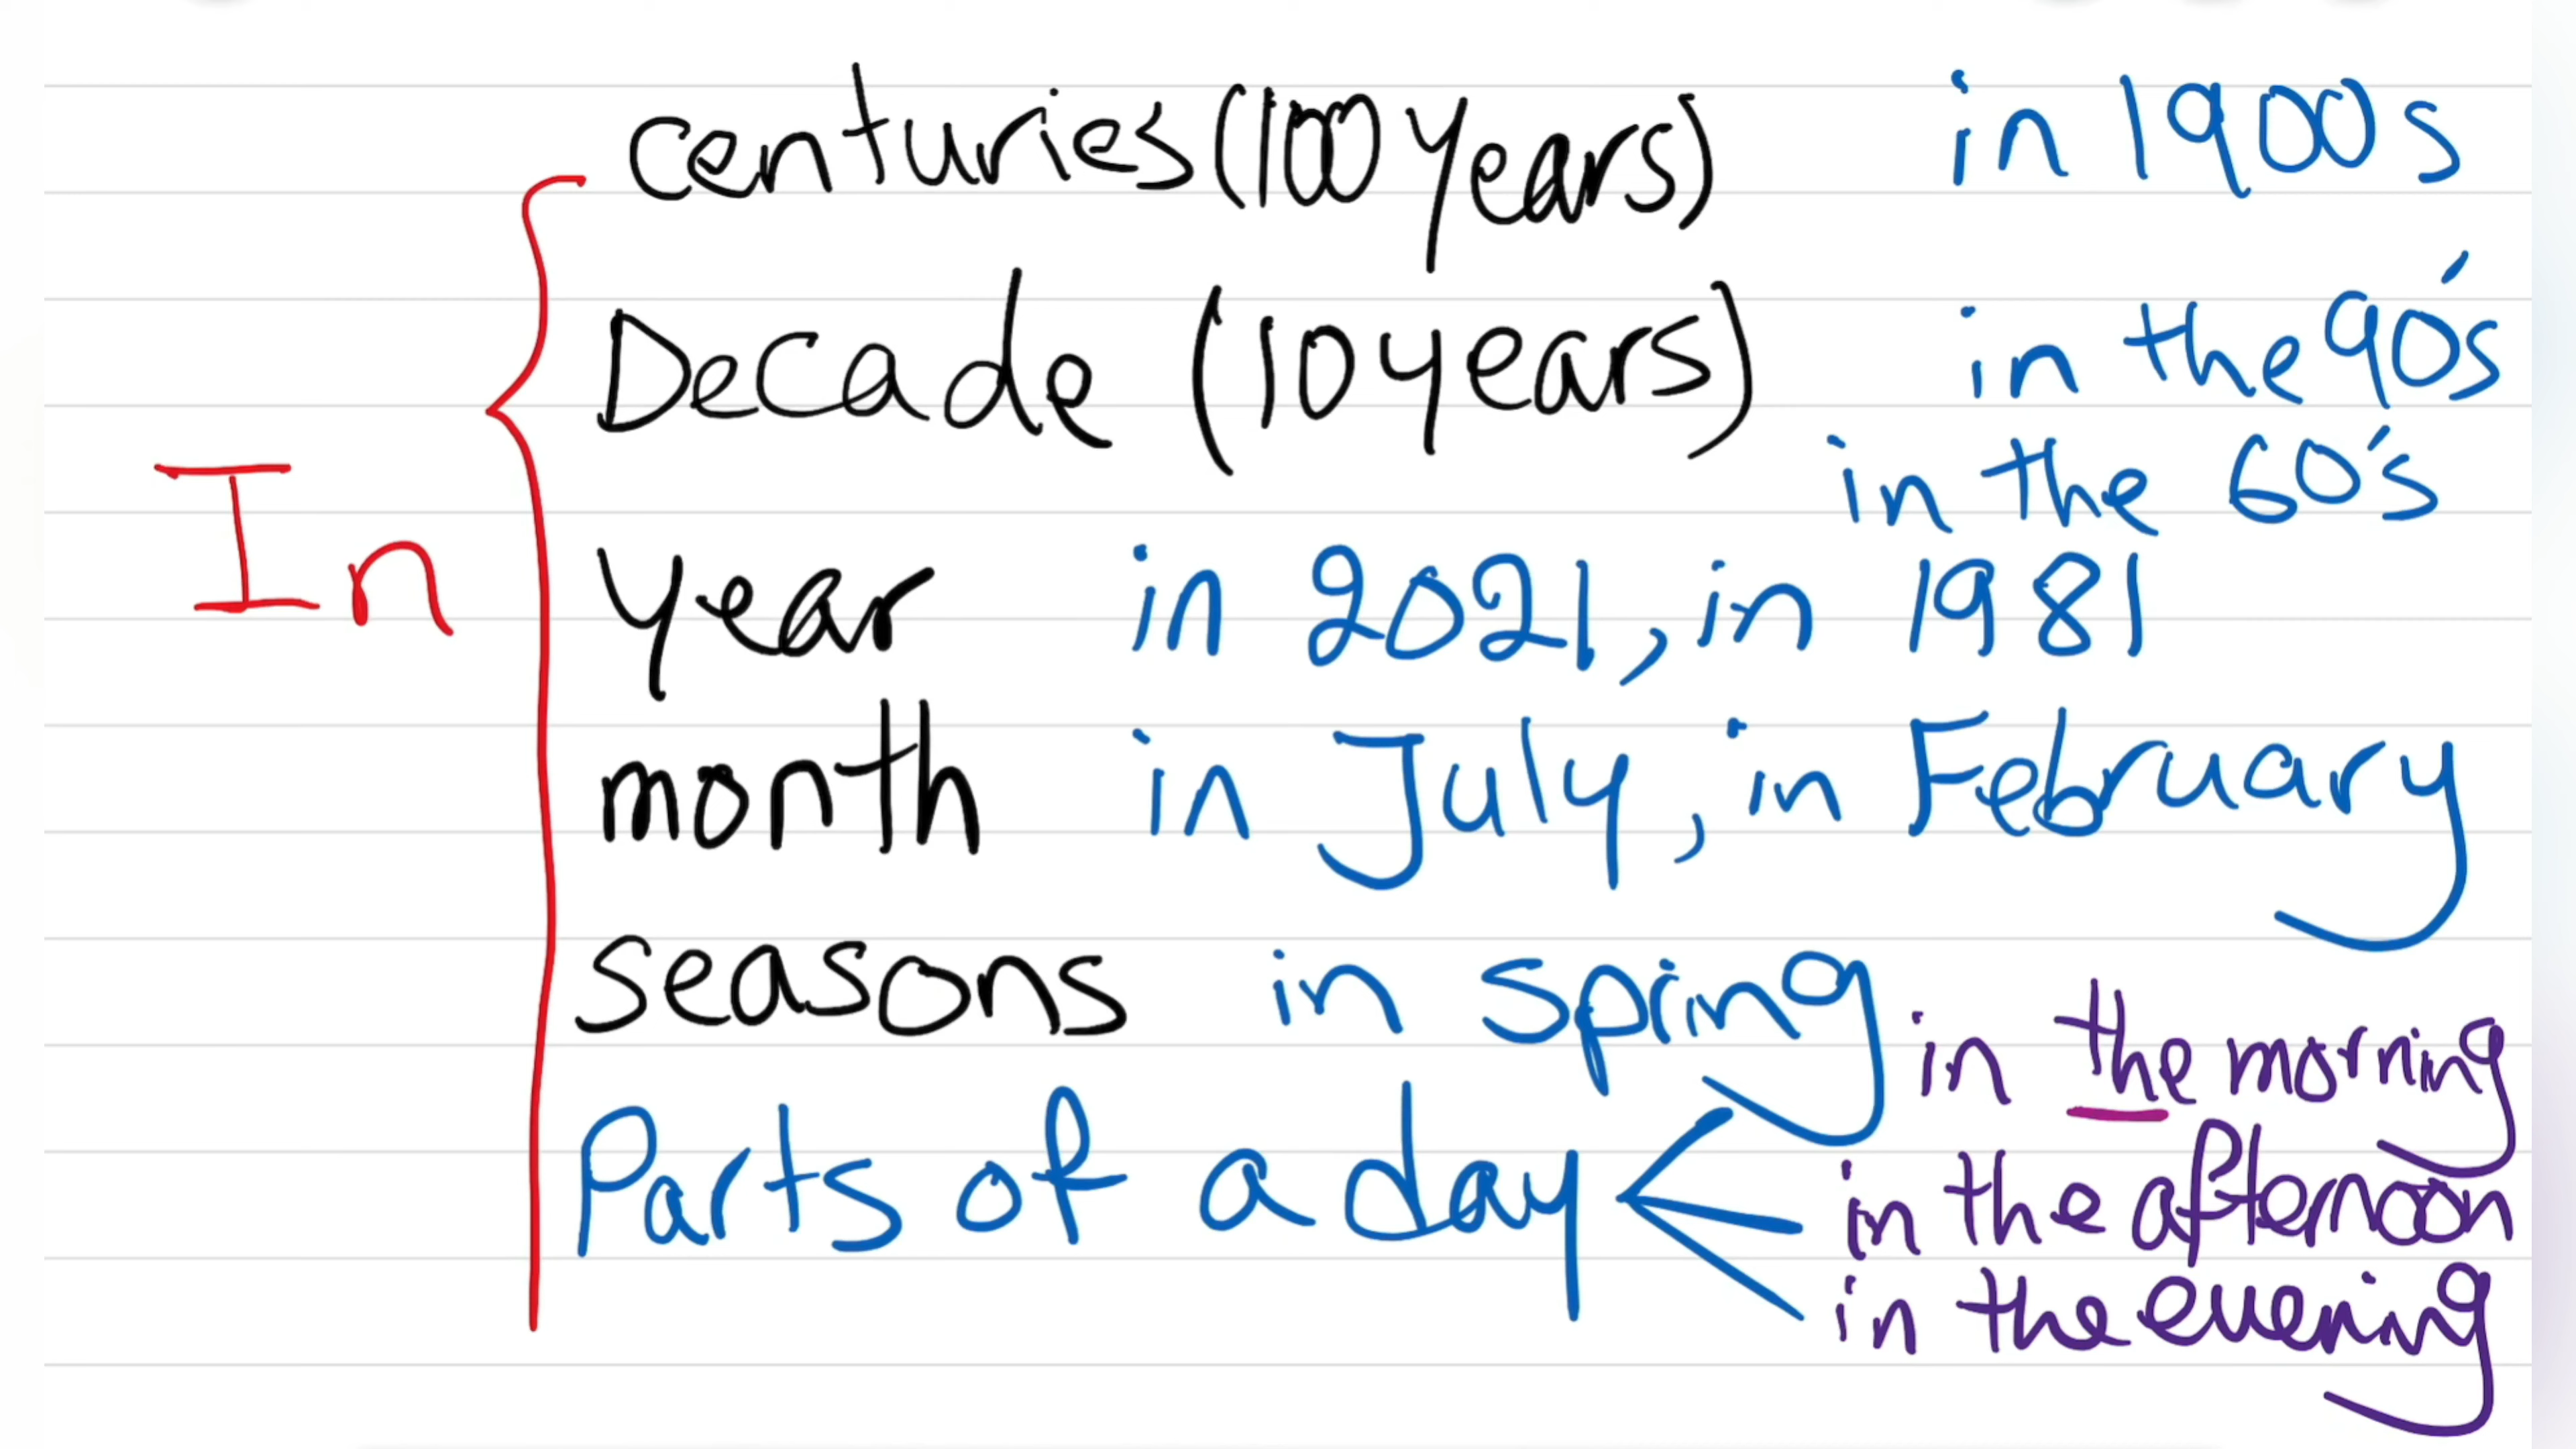 centuries (100 years) in 1900s
Decade (10 years) in the 90's
in the 60's
In
year in 2021, in 1981
month in July, in February
seasons in sping
in the morning
Parts of a day
in the afternoon
in the evening